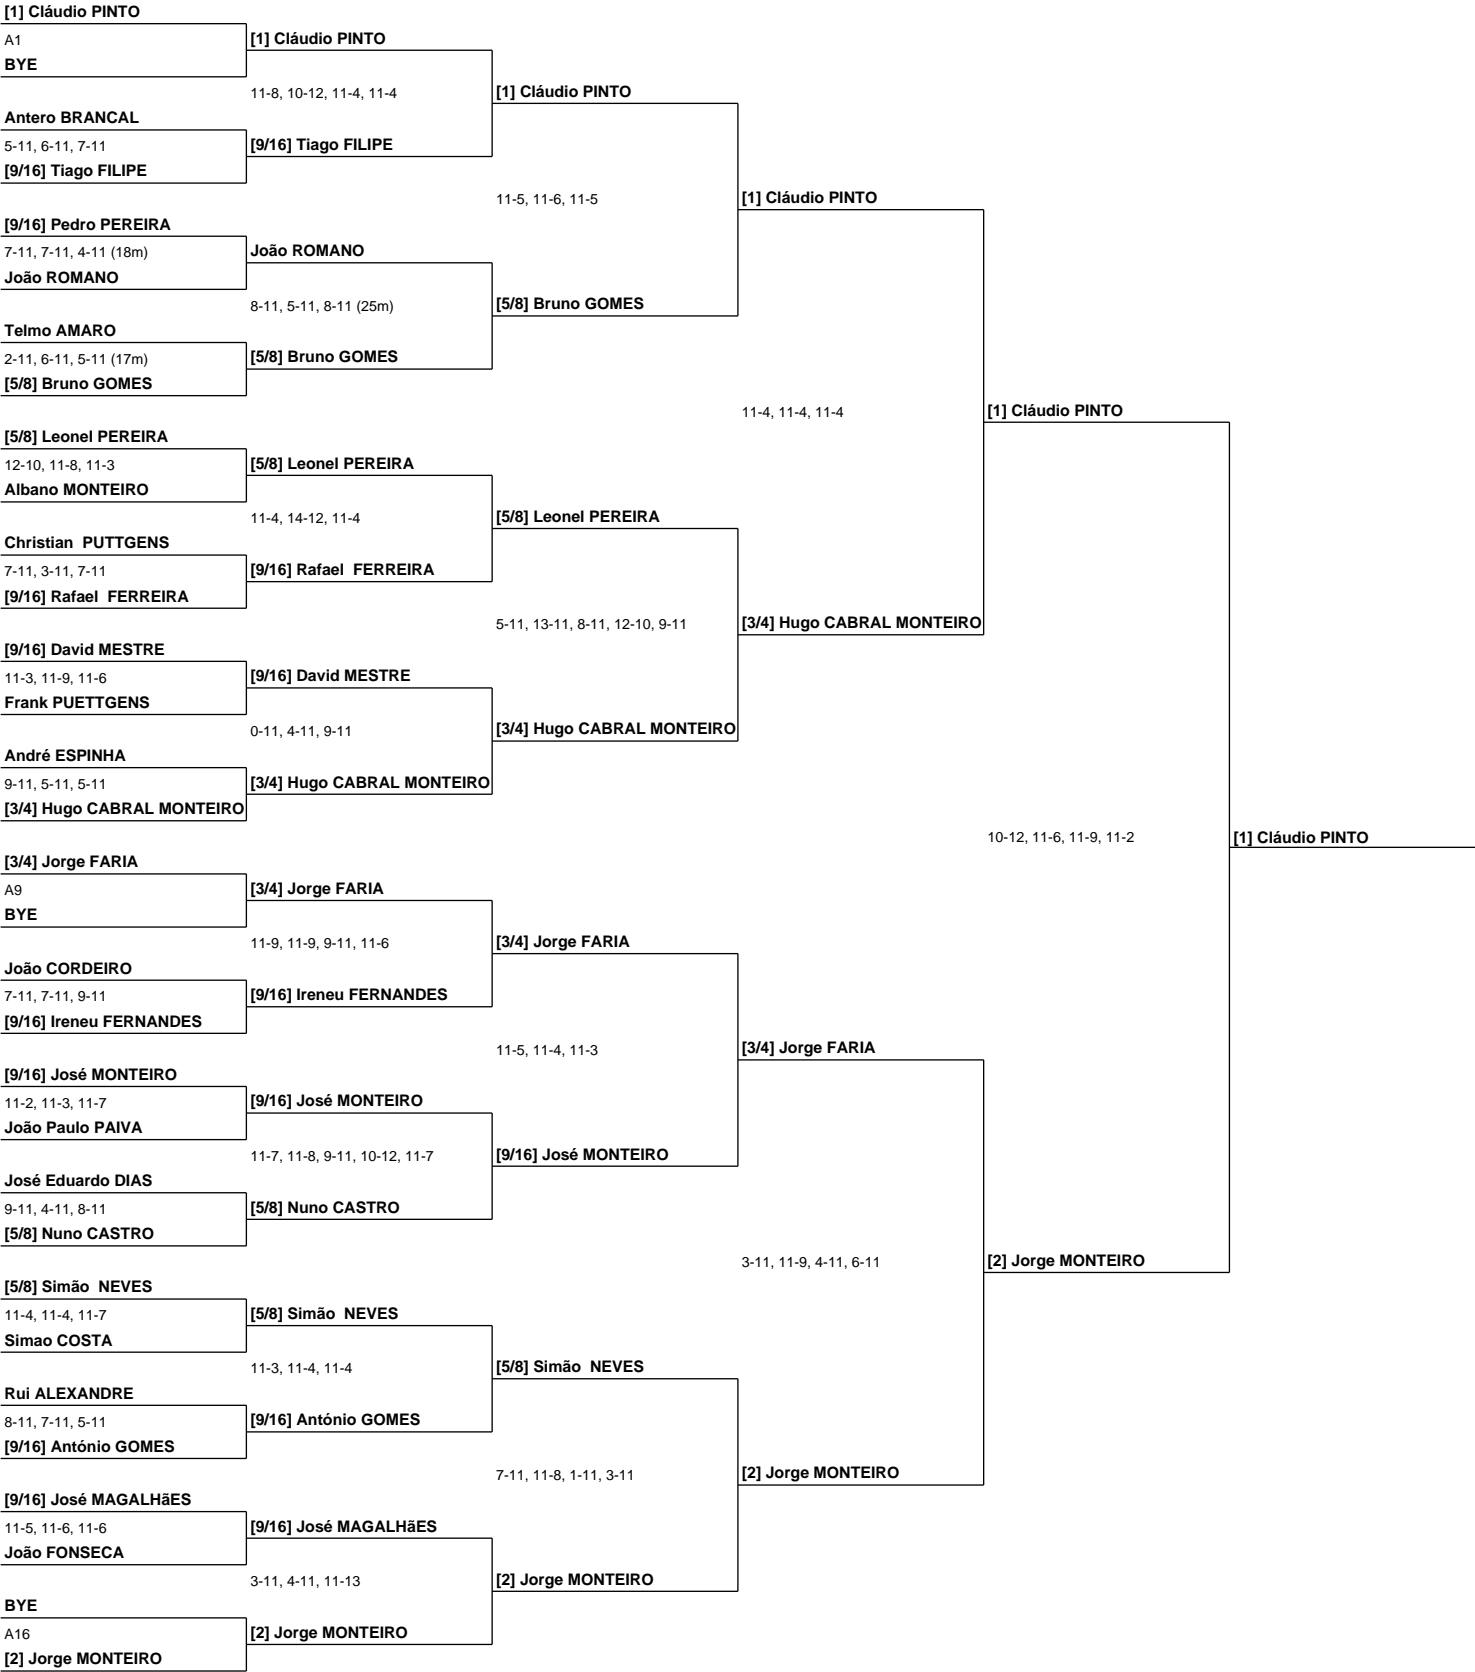 [1] Cláudio PINTO
A1
BYE
Antero BRANCAL
5-11, 6-11, 7-11
[9/16] Tiago FILIPE
[9/16] Pedro PEREIRA
7-11, 7-11, 4-11 (18m)
João ROMANO
Telmo AMARO
2-11, 6-11, 5-11 (17m)
[5/8] Bruno GOMES
[5/8] Leonel PEREIRA
12-10, 11-8, 11-3
Albano MONTEIRO
Christian  PUTTGENS
7-11, 3-11, 7-11
[9/16] Rafael  FERREIRA
[9/16] David MESTRE
11-3, 11-9, 11-6
Frank PUETTGENS
André ESPINHA
9-11, 5-11, 5-11
[3/4] Hugo CABRAL MONTEIRO
[3/4] Jorge FARIA
A9
BYE
João CORDEIRO
7-11, 7-11, 9-11
[9/16] Ireneu FERNANDES
[9/16] José MONTEIRO
11-2, 11-3, 11-7
João Paulo PAIVA
José Eduardo DIAS
9-11, 4-11, 8-11
[5/8] Nuno CASTRO
[5/8] Simão  NEVES
11-4, 11-4, 11-7
Simao COSTA
Rui ALEXANDRE
8-11, 7-11, 5-11
[9/16] António GOMES
[9/16] José MAGALHãES
11-5, 11-6, 11-6
João FONSECA
BYE
A16
[2] Jorge MONTEIRO
[1] Cláudio PINTO
11-8, 10-12, 11-4, 11-4
[9/16] Tiago FILIPE
João ROMANO
8-11, 5-11, 8-11 (25m)
[5/8] Bruno GOMES
[5/8] Leonel PEREIRA
11-4, 14-12, 11-4
[9/16] Rafael  FERREIRA
[9/16] David MESTRE
0-11, 4-11, 9-11
[3/4] Hugo CABRAL MONTEIRO
[3/4] Jorge FARIA
11-9, 11-9, 9-11, 11-6
[9/16] Ireneu FERNANDES
[9/16] José MONTEIRO
11-7, 11-8, 9-11, 10-12, 11-7
[5/8] Nuno CASTRO
[5/8] Simão  NEVES
11-3, 11-4, 11-4
[9/16] António GOMES
[9/16] José MAGALHãES
3-11, 4-11, 11-13
[2] Jorge MONTEIRO
[1] Cláudio PINTO
11-5, 11-6, 11-5
[5/8] Bruno GOMES
[5/8] Leonel PEREIRA
5-11, 13-11, 8-11, 12-10, 9-11
[3/4] Hugo CABRAL MONTEIRO
[3/4] Jorge FARIA
11-5, 11-4, 11-3
[9/16] José MONTEIRO
[5/8] Simão  NEVES
7-11, 11-8, 1-11, 3-11
[2] Jorge MONTEIRO
[1] Cláudio PINTO
11-4, 11-4, 11-4
[3/4] Hugo CABRAL MONTEIRO
[3/4] Jorge FARIA
3-11, 11-9, 4-11, 6-11
[2] Jorge MONTEIRO
[1] Cláudio PINTO
10-12, 11-6, 11-9, 11-2
[2] Jorge MONTEIRO
[1] Cláudio PINTO